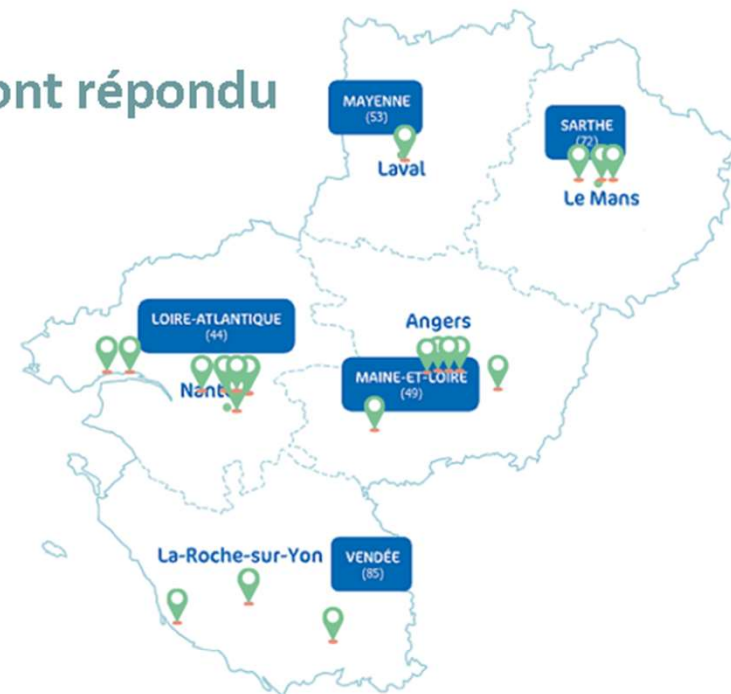 ont répondu
MAYENNE
(53)
Laval
SARTHE
(72)
Le Mans
LOIRE-ATLANTIQUE
(44)
Angers
MAINE-ET-LOIRE
(49)
La-Roche-sur-Yon
VENDÉE
(85)